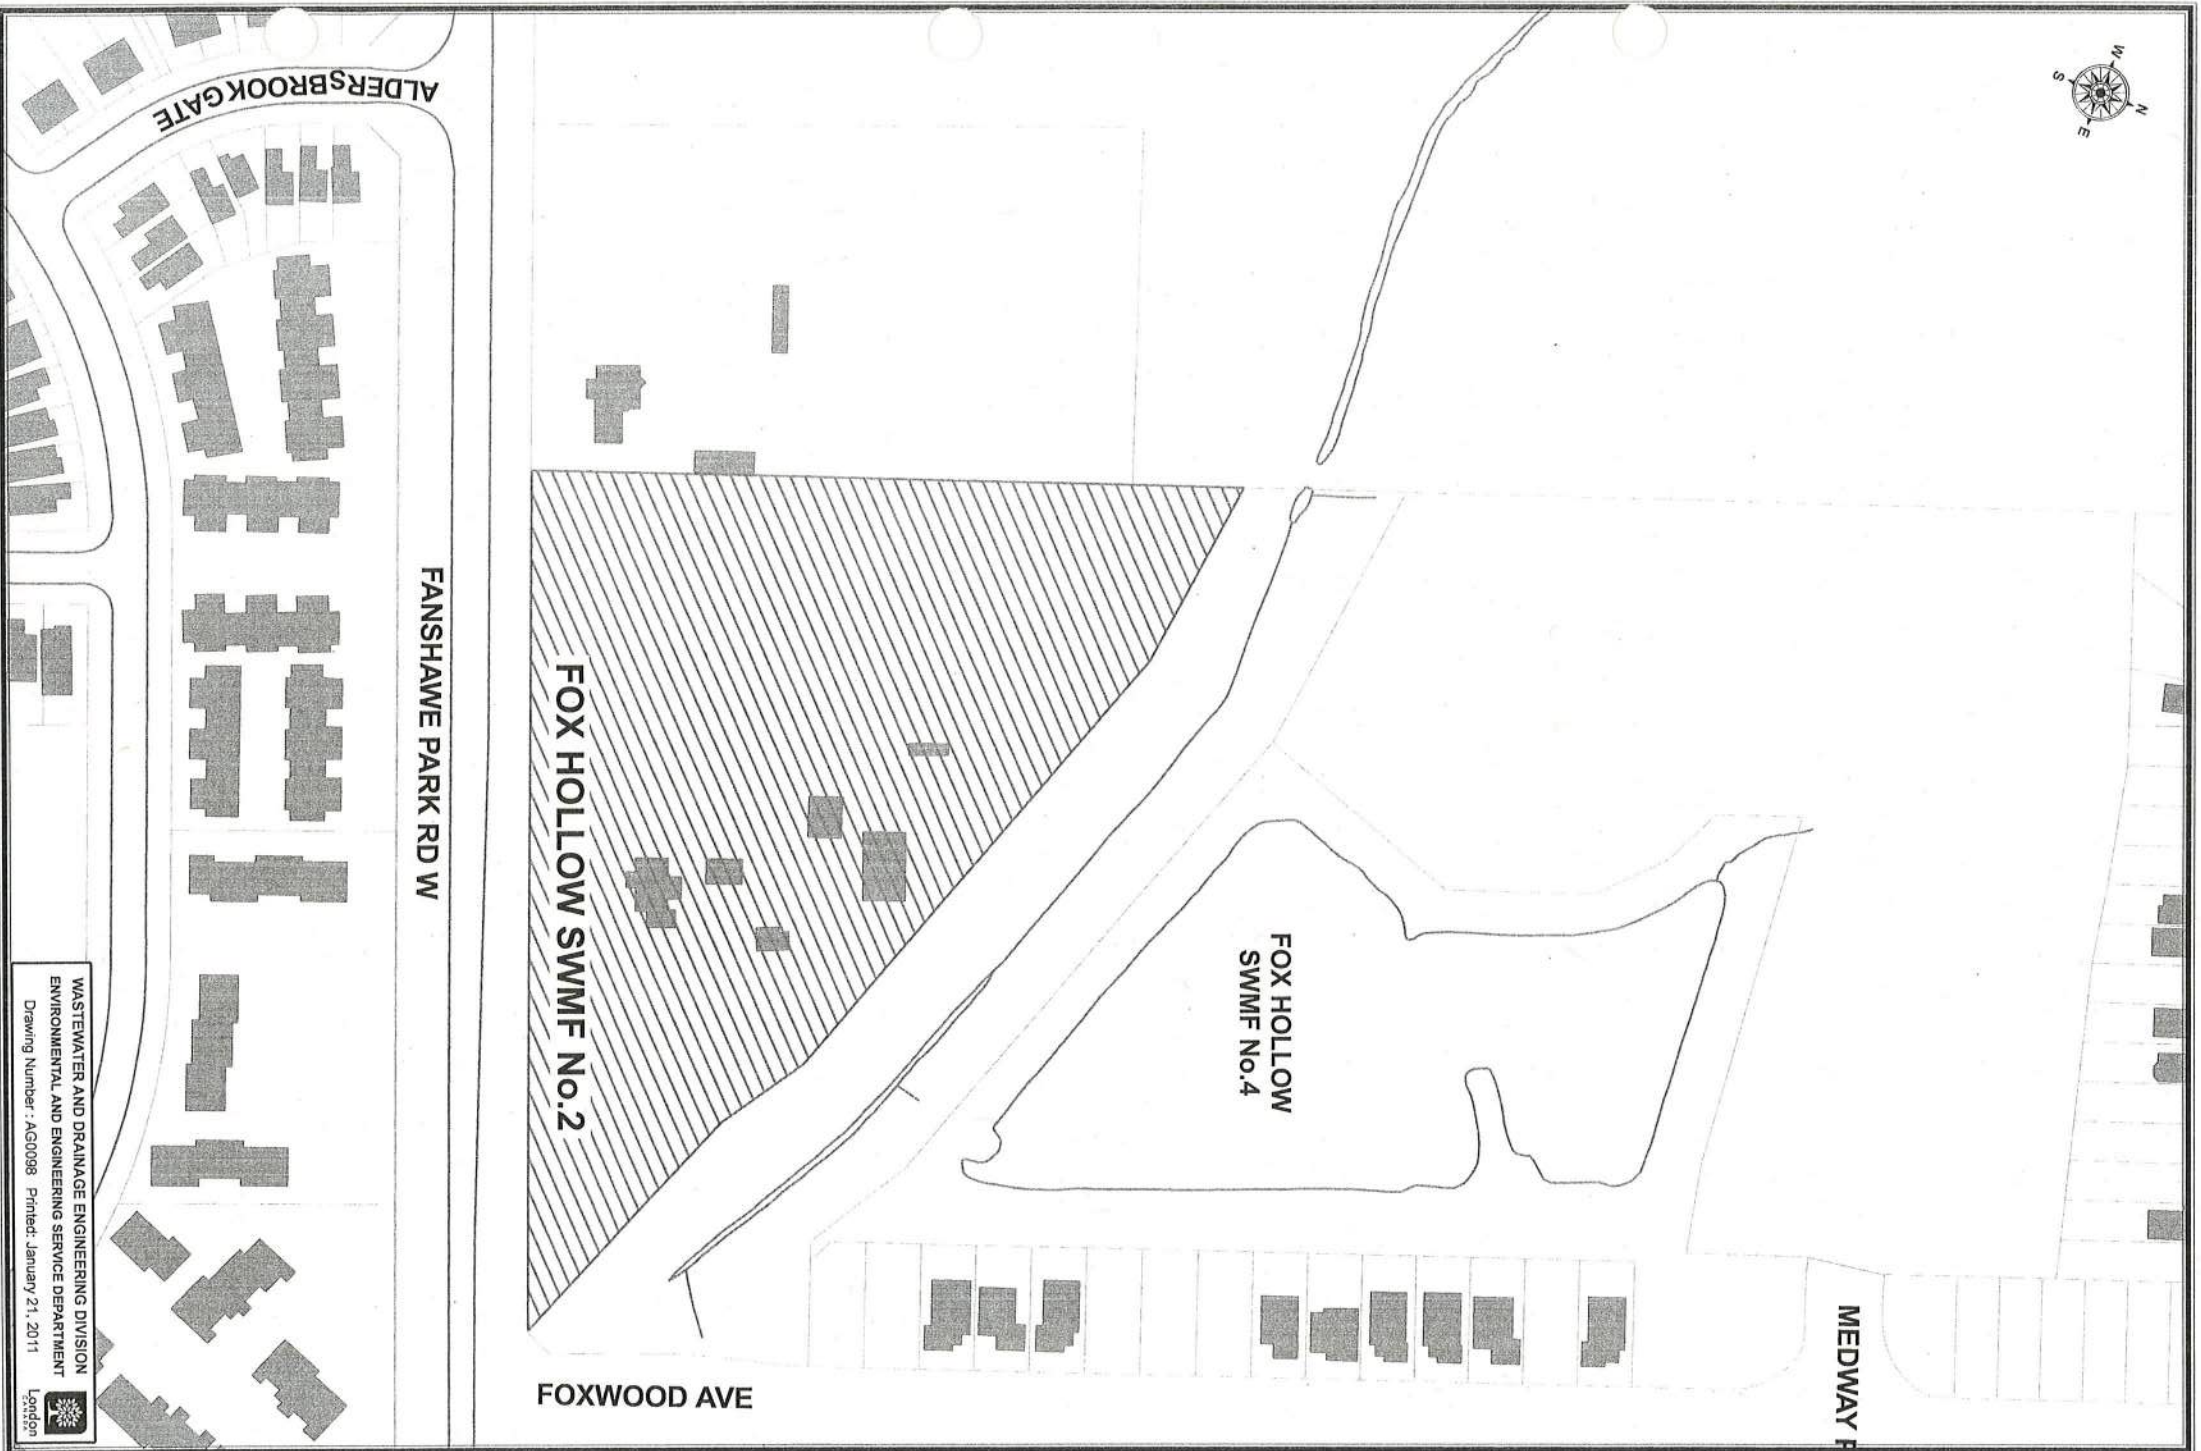 W
N
S
E
ALDERSBROOK GATE
FANSHAWE PARK RD W
FOX HOLLOW SWMF No.2
FOX HOLLOW
SWMF No.4
MEDWAY
FOXWOOD AVE
WASTEWATER AND DRAINAGE ENGINEERING DIVISION
ENVIRONMENTAL AND ENGINEERING SERVICE DEPARTMENT
Drawing Number : AG0098 Printed: January 21, 2011
London
CANADA